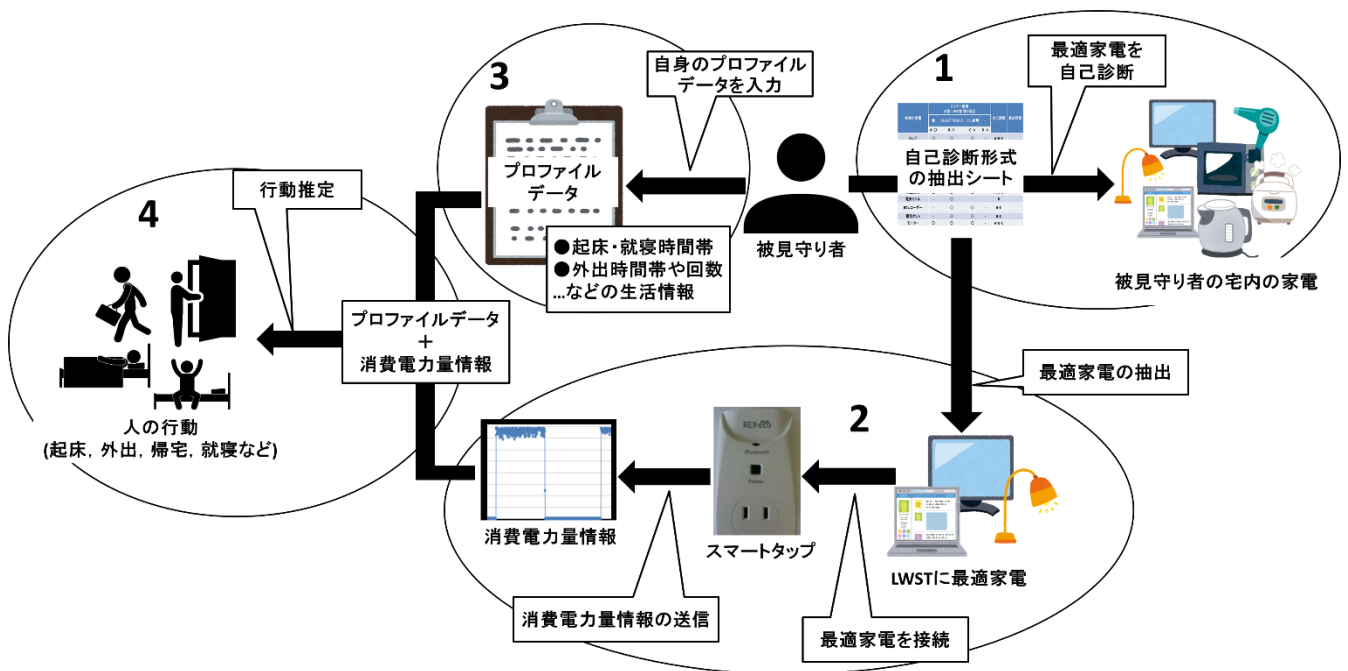 3
自身のプロファイル
データを入力
1
最適家電を
自己診断
自己診断形式
の抽出シート
プロファイル
データ
4
行動推定
●起床・就寝時間帯
●外出時間帯や回数
...などの生活情報
被見守り者
被見守り者の宅内の家電
プロファイルデータ
+
消費電力量情報
人の行動
(起床, 外出, 帰宅, 就寝など)
最適家電の抽出
2
REX-eco
Bluetooth
Power
消費電力量情報
スマートタップ
LWSTに最適家電
消費電力量情報の送信
最適家電を接続